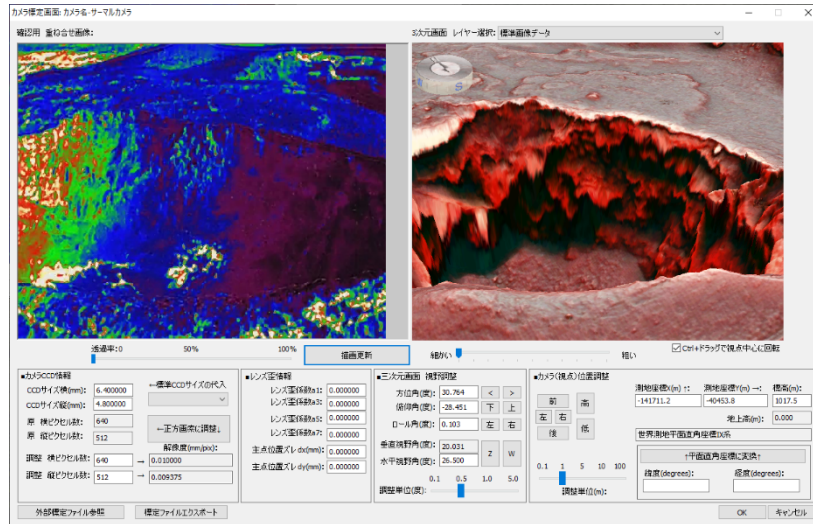 カメラ標定画面: カメラ名-サーマルカメラ
確認用 重ね合せ画像:
三次元画面 レイヤー選択: 標準画像データ
S
透過率:0 50% 100%
描画更新
細かい 粗い
Ctrl+ドラッグで視点中心に回転
■カメラCCD情報
CCDサイズ横(mm): 6.400000
CCDサイズ縦(mm): 4.800000
原 横ピクセル数: 640
原 縦ピクセル数: 512
調整 横ピクセル数: 640 → 0.010000
調整 縦ピクセル数: 512 → 0.009375
←標準CCDサイズの代入
←正方画素に調整↓
解像度(mm/pix):
■レンズ歪情報
レンズ歪係数a1: 0.000000
レンズ歪係数a3: 0.000000
レンズ歪係数a5: 0.000000
レンズ歪係数a7: 0.000000
主点位置ズレdx(mm): 0.000000
主点位置ズレdy(mm): 0.000000
■三次元画面 視野調整
方位角(度): 30.764 < >
俯仰角(度): -28.451 下 上
ロール角(度): 0.103 左 右
垂直視野角(度): 20.031
水平視野角(度): 26.500
Z W
0.1 0.5 1.0 5.0
調整単位(度):
■カメラ(視点)位置調整
前 高
左 右
後 低
0.1 1 5 10 100
調整単位(m):
測地座標X(m) ↑: 測地座標Y(m) →: 標高(m):
-141711.2 -40453.8 1017.5
地上高(m): 0.000
世界測地平面直角座標IX系
↑平面直角座標に変換↑
緯度(degrees): 経度(degrees):
外部標定ファイル参照 標定ファイルエクスポート
OK キャンセル